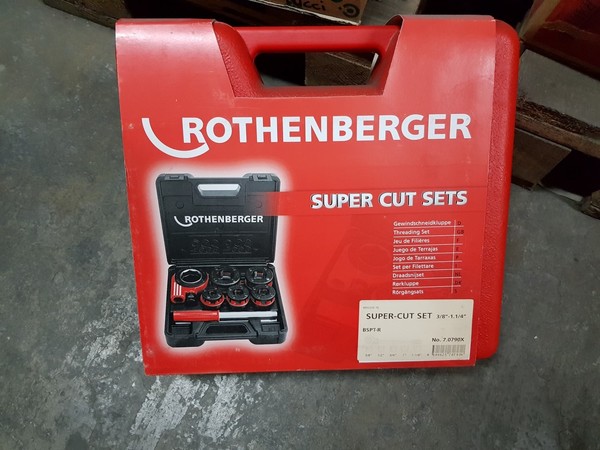 ROTHENBERGER
SUPER CUT SETS
ROTHENBERGER
Gewindschneidkluppe
Threading Set
Jeu de Filières
Juego de Terrajas
Jogo de Tarraxas
Set per Filettare
Draadsnijset
Rørkluppe
Rörgängsats
SUPER-CUT SET 3/8"-1.1/4"
BSPT-R
No. 7.0790X